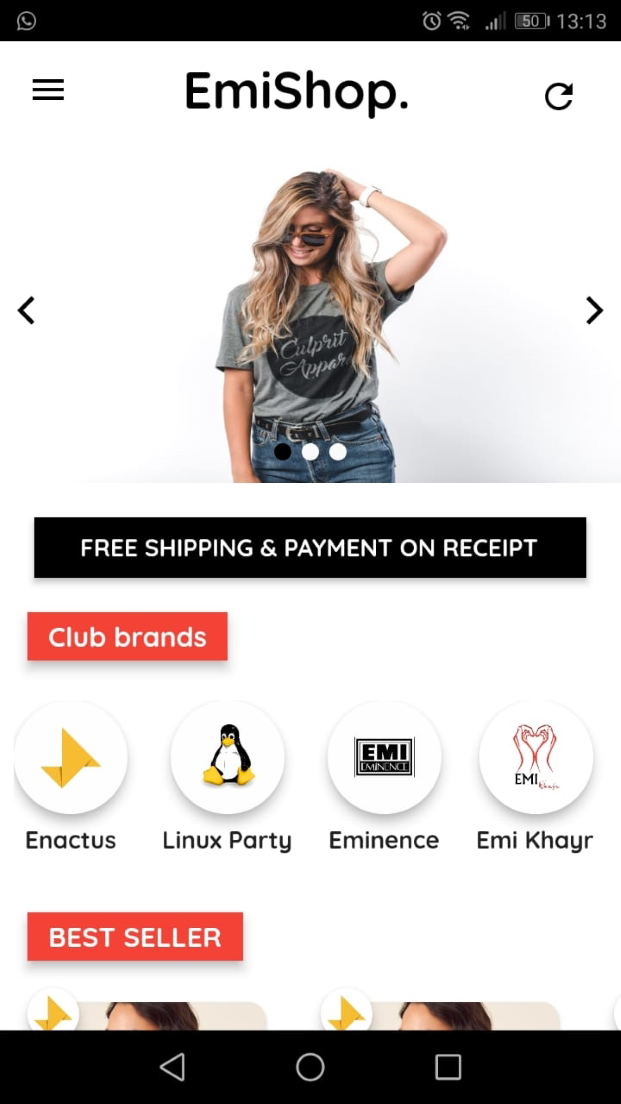 50 13:13
EmiShop.
Culprit
Appar
FREE SHIPPING & PAYMENT ON RECEIPT
Club brands
EMI
EMINENCE
EMI
Khayr
Enactus Linux Party Eminence Emi Khayr
BEST SELLER